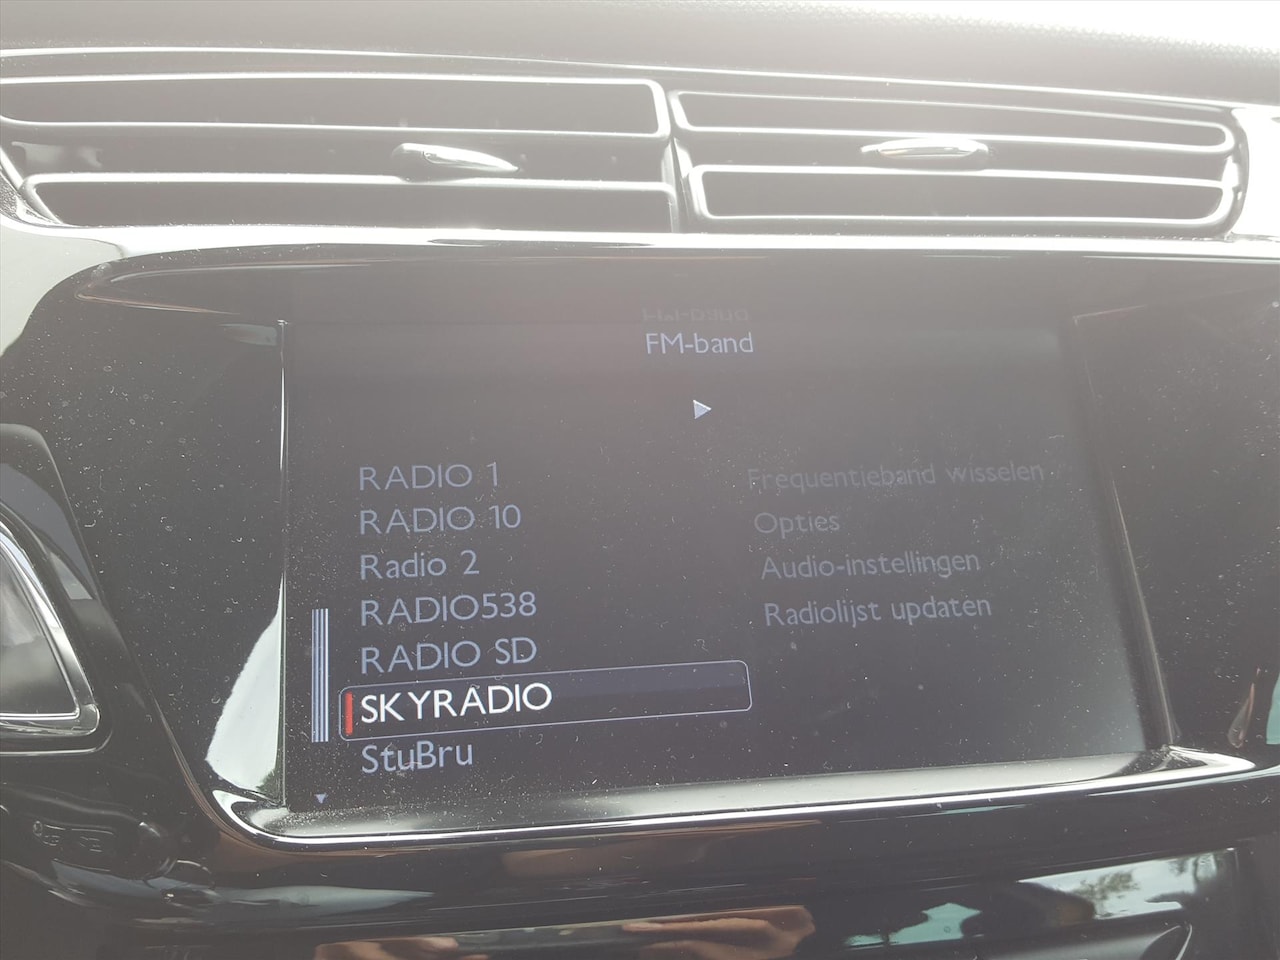 FM-band
RADIO 1
RADIO 10
Radio 2
RADIO538
RADIO SD
SKYRADIO
StuBru
Frequentieband wisselen
Opties
Audio-instellingen
Radiolijst updaten